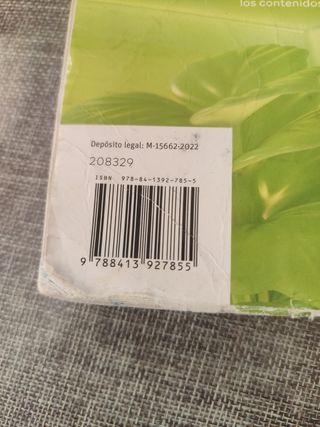 los contenidos
Depósito legal: M-15662-2022
208329
ISBN 978-84-1392-785-5
9 788413 927855